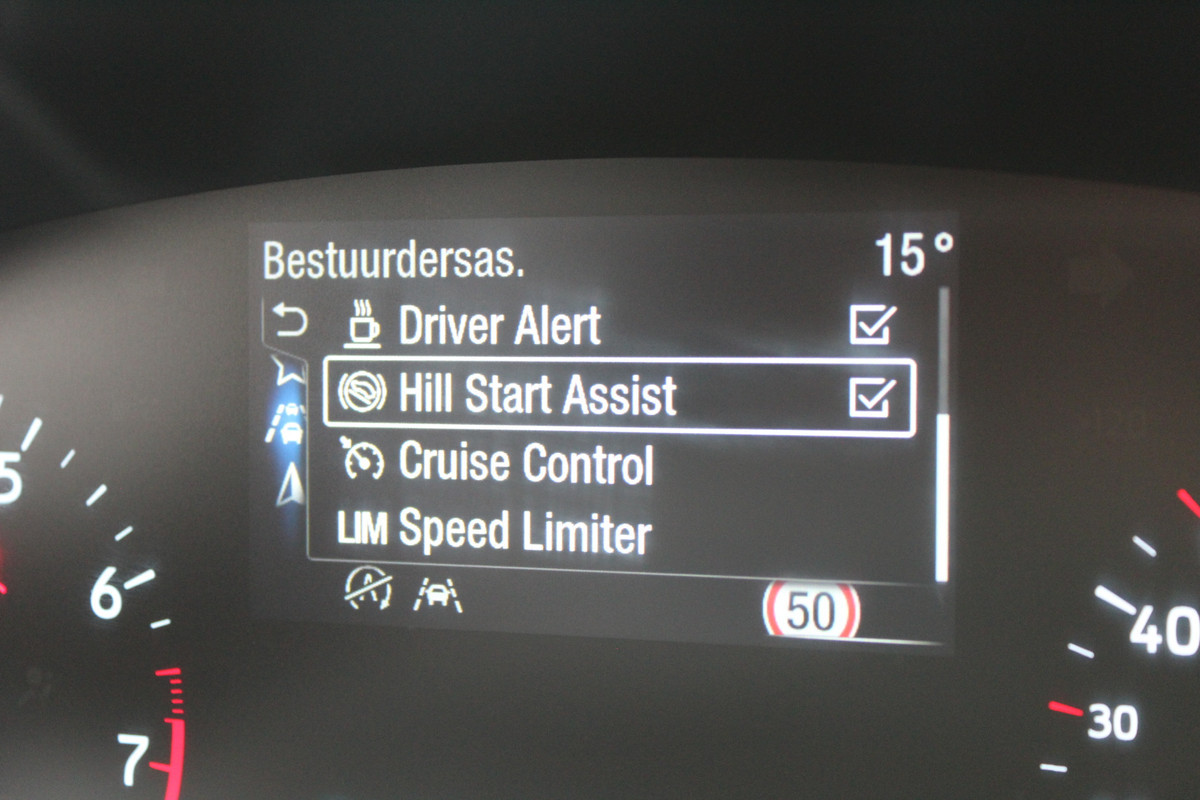 Bestuurdersas. 15°
Driver Alert
Hill Start Assist
Cruise Control
LIM Speed Limiter
A 50
5
6
7
40
30